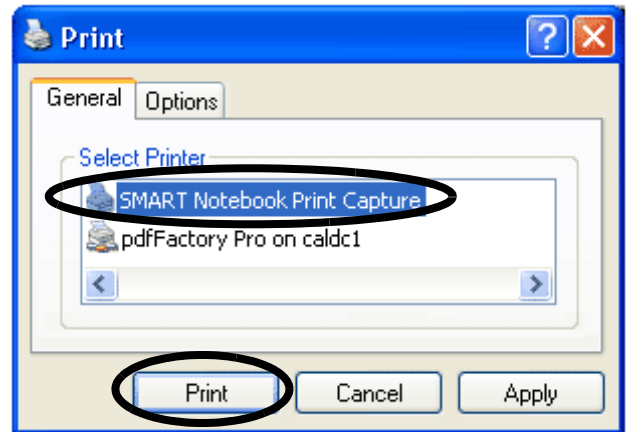 Print
General Options
Select Printer
SMART Notebook Print Capture
pdfFactory Pro on caldc1
Print Cancel Apply